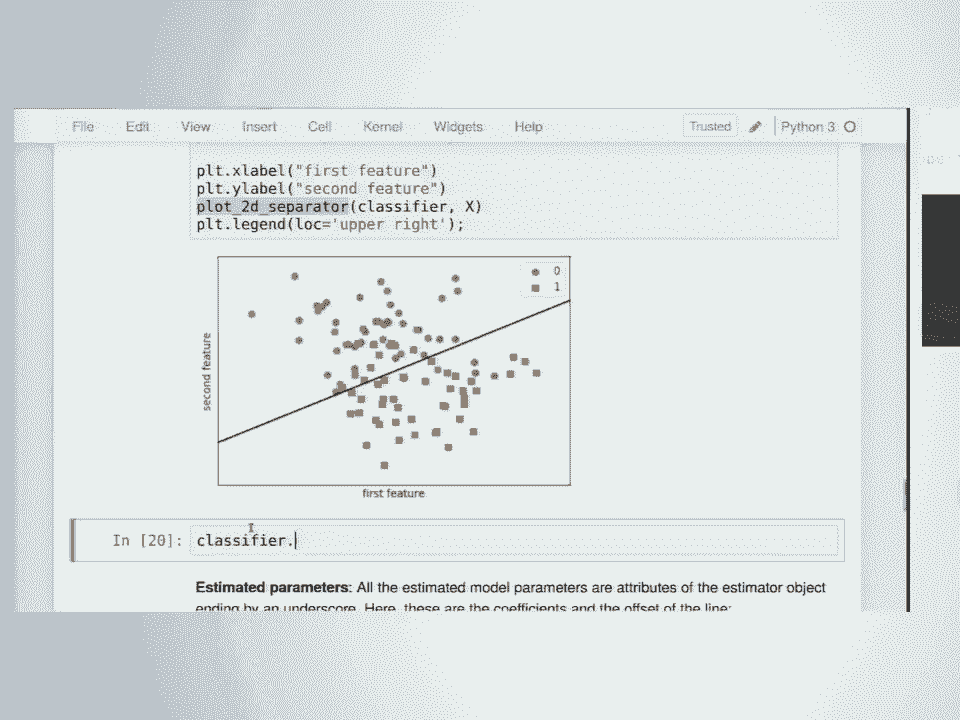 File Edit View Insert Cell Kernel Widgets Help Trusted Python 3
plt.xlabel("first feature")
plt.ylabel("second feature")
plot_2d_separator(classifier, X)
plt.legend(loc='upper right');
0
1
second feature
first feature
In [20]: classifier.
Estimated parameters: All the estimated model parameters are attributes of the estimator object
ending by an underscore. Here, these are the coefficients and the offset of the line: